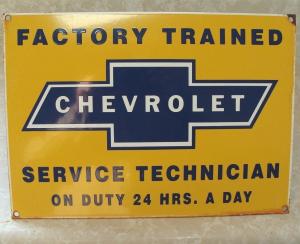 FACTORY TRAINED
CHEVROLET
SERVICE TECHNICIAN
ON DUTY 24 HRS. A DAY